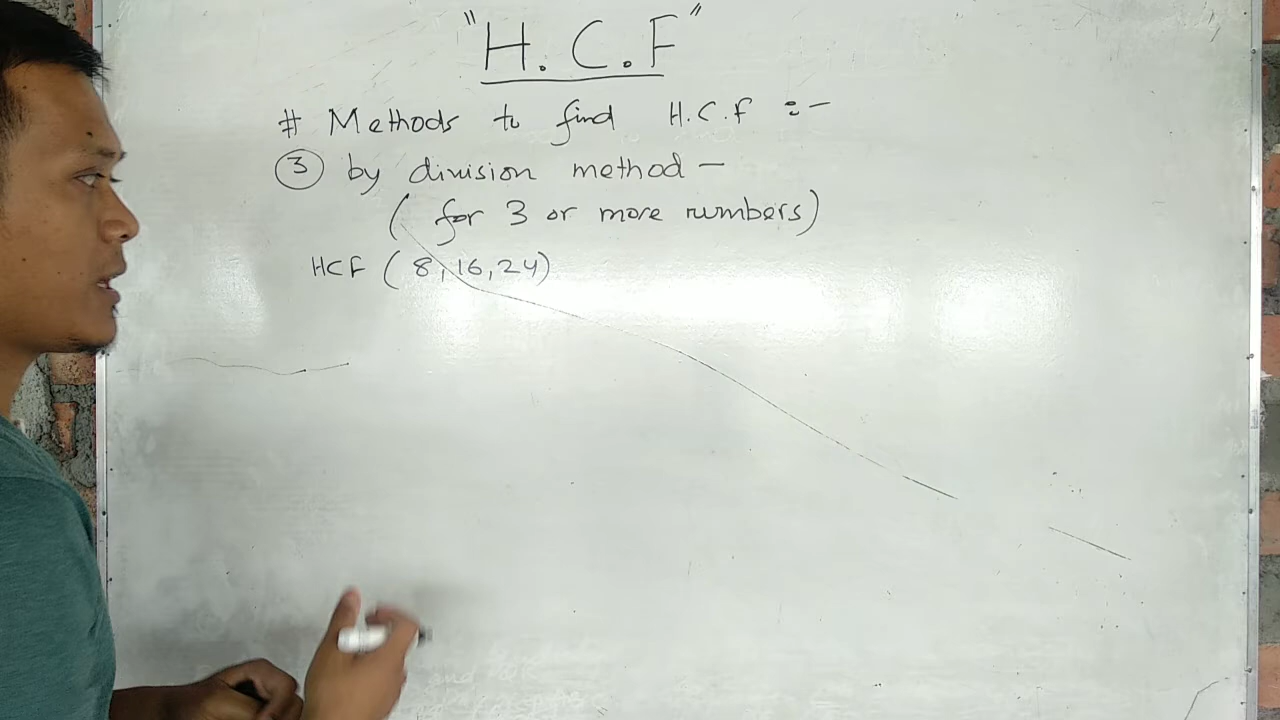 "H.C.F"
# Methods to find H.C.f :-
③ by division method -
( for 3 or more numbers)
HCF ( 8,16,24)